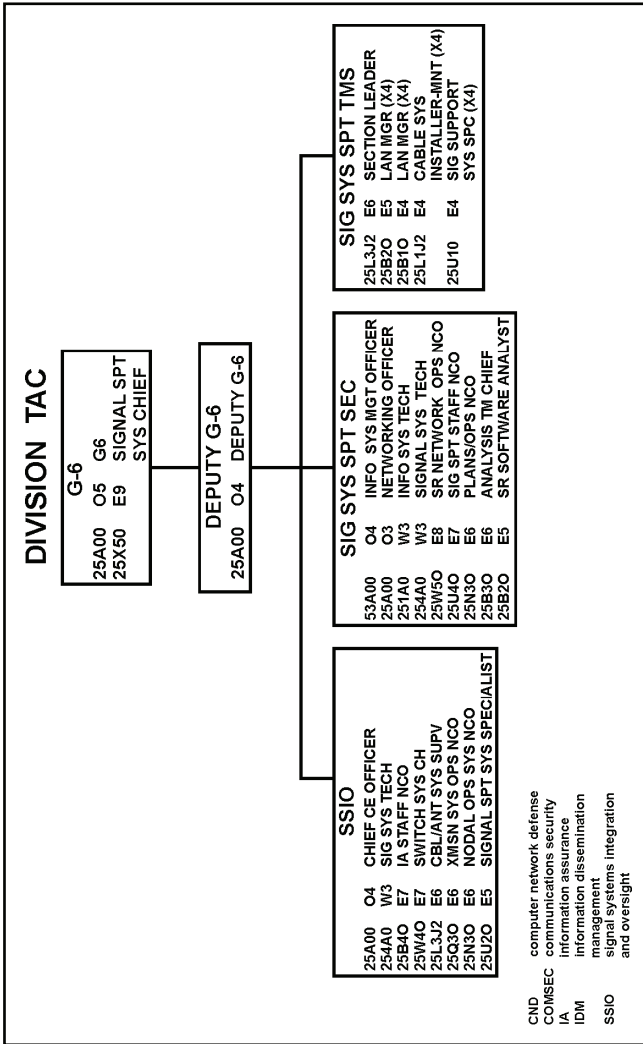 DIVISION TAC
G-6
25A00 O5 G6
25X50 E9 SIGNAL SPT
SYS CHIEF
DEPUTY G-6
25A00 O4 DEPUTY G-6
SSIO
25A00 O4 CHIEF CE OFFICER
254A0 W3 SIG SYS TECH
25B4O E7 IA STAFF NCO
25W4O E7 SWITCH SYS CH
25L3J2 E6 CBL/ANT SYS SUPV
25Q3O E6 XMSN SYS OPS NCO
25N3O E6 NODAL OPS SYS NCO
25U2O E5 SIGNAL SPT SYS SPECIALIST
SIG SYS SPT SEC
53A00 O4 INFO SYS MGT OFFICER
25A00 O3 NETWORKING OFFICER
251A0 W3 INFO SYS TECH
254A0 W3 SIGNAL SYS TECH
25W5O E8 SR NETWORK OPS NCO
25U4O E7 SIG SPT STAFF NCO
25N3O E6 PLANS/OPS NCO
25B3O E6 ANALYSIS TM CHIEF
25B2O E5 SR SOFTWARE ANALYST
SIG SYS SPT TMS
25L3J2 E6 SECTION LEADER
25B2O E5 LAN MGR (X4)
25B1O E4 LAN MGR (X4)
25L1J2 E4 CABLE SYS
INSTALLER-MNT (X4)
25U10 E4 SIG SUPPORT
SYS SPC (X4)
CND computer network defense
COMSEC communications security
IA information assurance
IDM information dissemination
management
SSIO signal systems integration
and oversight